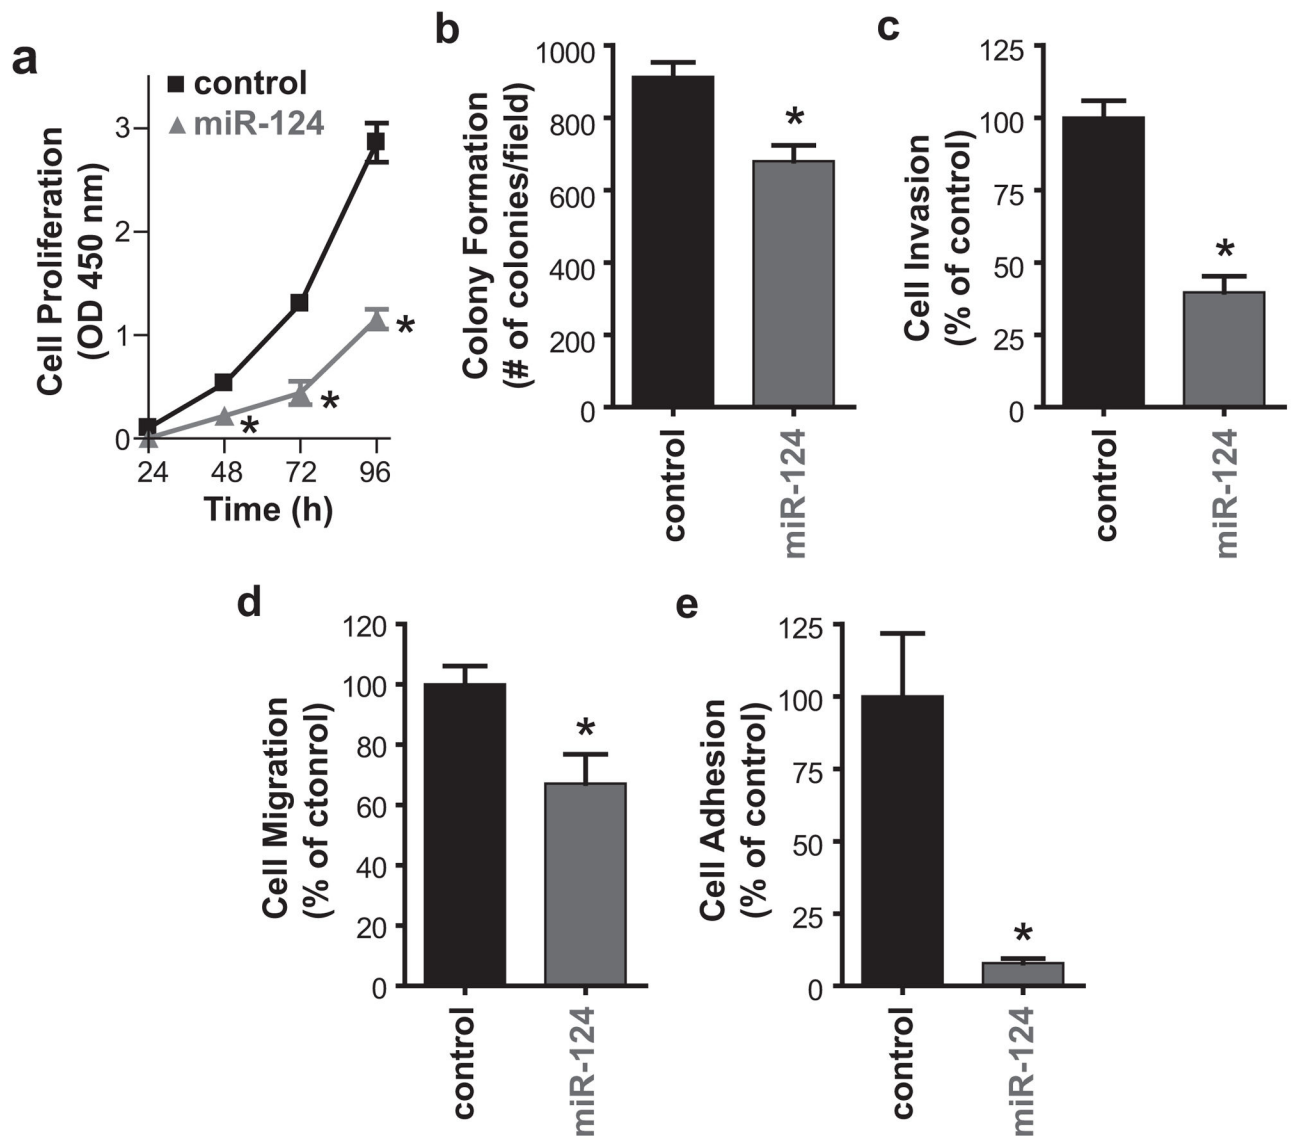 a
control
miR-124
Cell Proliferation
(OD 450 nm)
3
2
1
0
24 48 72 96
Time (h)
*
*
*
b
Colony Formation
(# of colonies/field)
1000
800
600
400
200
0
*
control
miR-124
c
Cell Invasion
(% of control)
125
100
75
50
25
0
*
control
miR-124
d
Cell Migration
(% of ctonrol)
120
100
80
60
40
20
0
*
control
miR-124
e
Cell Adhesion
(% of control)
125
100
75
50
25
0
*
control
miR-124